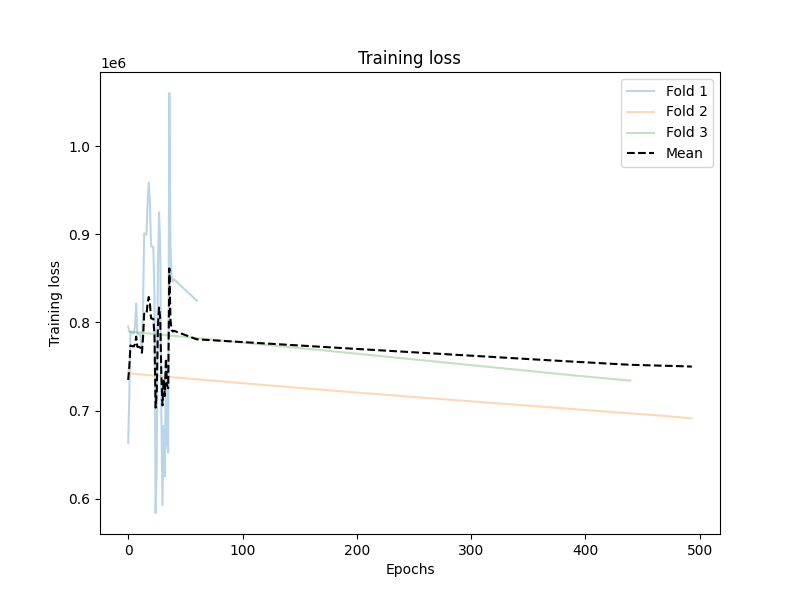 Training loss
1e6
Fold 1
Fold 2
Fold 3
Mean
1.0
0.9
0.8
0.7
0.6
Training loss
0 100 200 300 400 500
Epochs